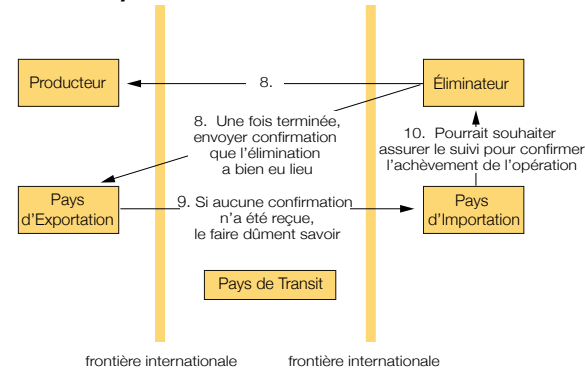 Producteur
8.
Éliminateur
8. Une fois terminée,
envoyer confirmation
que l'élimination
a bien eu lieu
10. Pourrait souhaiter
assurer le suivi pour confirmer
l'achèvement de l'opération
Pays
d'Exportation
9. Si aucune confirmation
n'a été reçue,
le faire dûment savoir
Pays
d'Importation
Pays de Transit
frontière internationale
frontière internationale